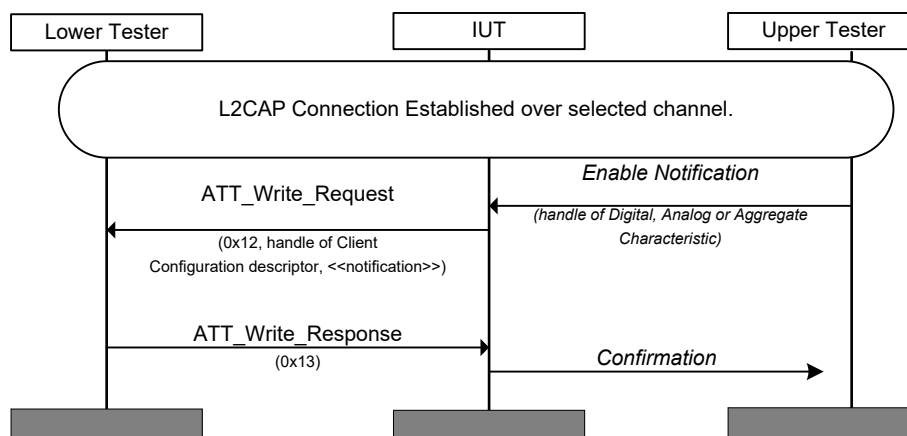 Lower Tester
IUT
Upper Tester
L2CAP Connection Established over selected channel.
Enable Notification
ATT_Write_Request
(handle of Digital, Analog or Aggregate
Characteristic)
(0x12, handle of Client
Configuration descriptor, <<notification>>)
ATT_Write_Response
(0x13)
Confirmation